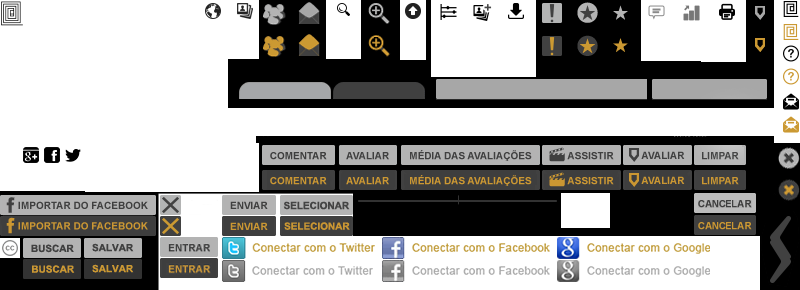 COMENTAR AVALIAR MÉDIA DAS AVALIAÇÕES ASSISTIR AVALIAR LIMPAR
COMENTAR AVALIAR MÉDIA DAS AVALIAÇÕES ASSISTIR AVALIAR LIMPAR
IMPORTAR DO FACEBOOK ENVIAR SELECIONAR CANCELAR
IMPORTAR DO FACEBOOK ENVIAR SELECIONAR CANCELAR
cc BUSCAR SALVAR ENTRAR Conectar com o Twitter Conectar com o Facebook Conectar com o Google
BUSCAR SALVAR ENTRAR Conectar com o Twitter Conectar com o Facebook Conectar com o Google